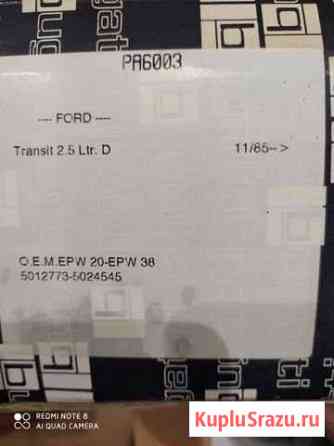 PA6003
---- FORD ----
Transit 2.5 Ltr. D 11/85-- >
O.E.M.EPW 20-EPW 38
5012773-5024545
REDMI NOTE 8
AI QUAD CAMERA
KupluSrazu.ru